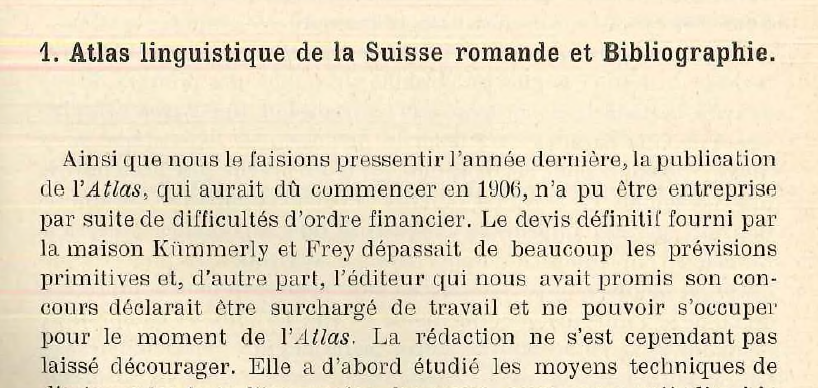 1. Atlas linguistique de la Suisse romande et Bibliographie.
Ainsi que nous le faisions pressentir l'année dernière, la publication
de l'Atlas, qui aurait dû commencer en 1906, n'a pu être entreprise
par suite de difficultés d'ordre financier. Le devis définitif fourni par
la maison Kümmerly et Frey dépassait de beaucoup les prévisions
primitives et, d'autre part, l'éditeur qui nous avait promis son con-
cours déclarait être surchargé de travail et ne pouvoir s'occuper
pour le moment de l'Atlas. La rédaction ne s'est cependant pas
laissé décourager. Elle a d'abord étudié les moyens techniques de